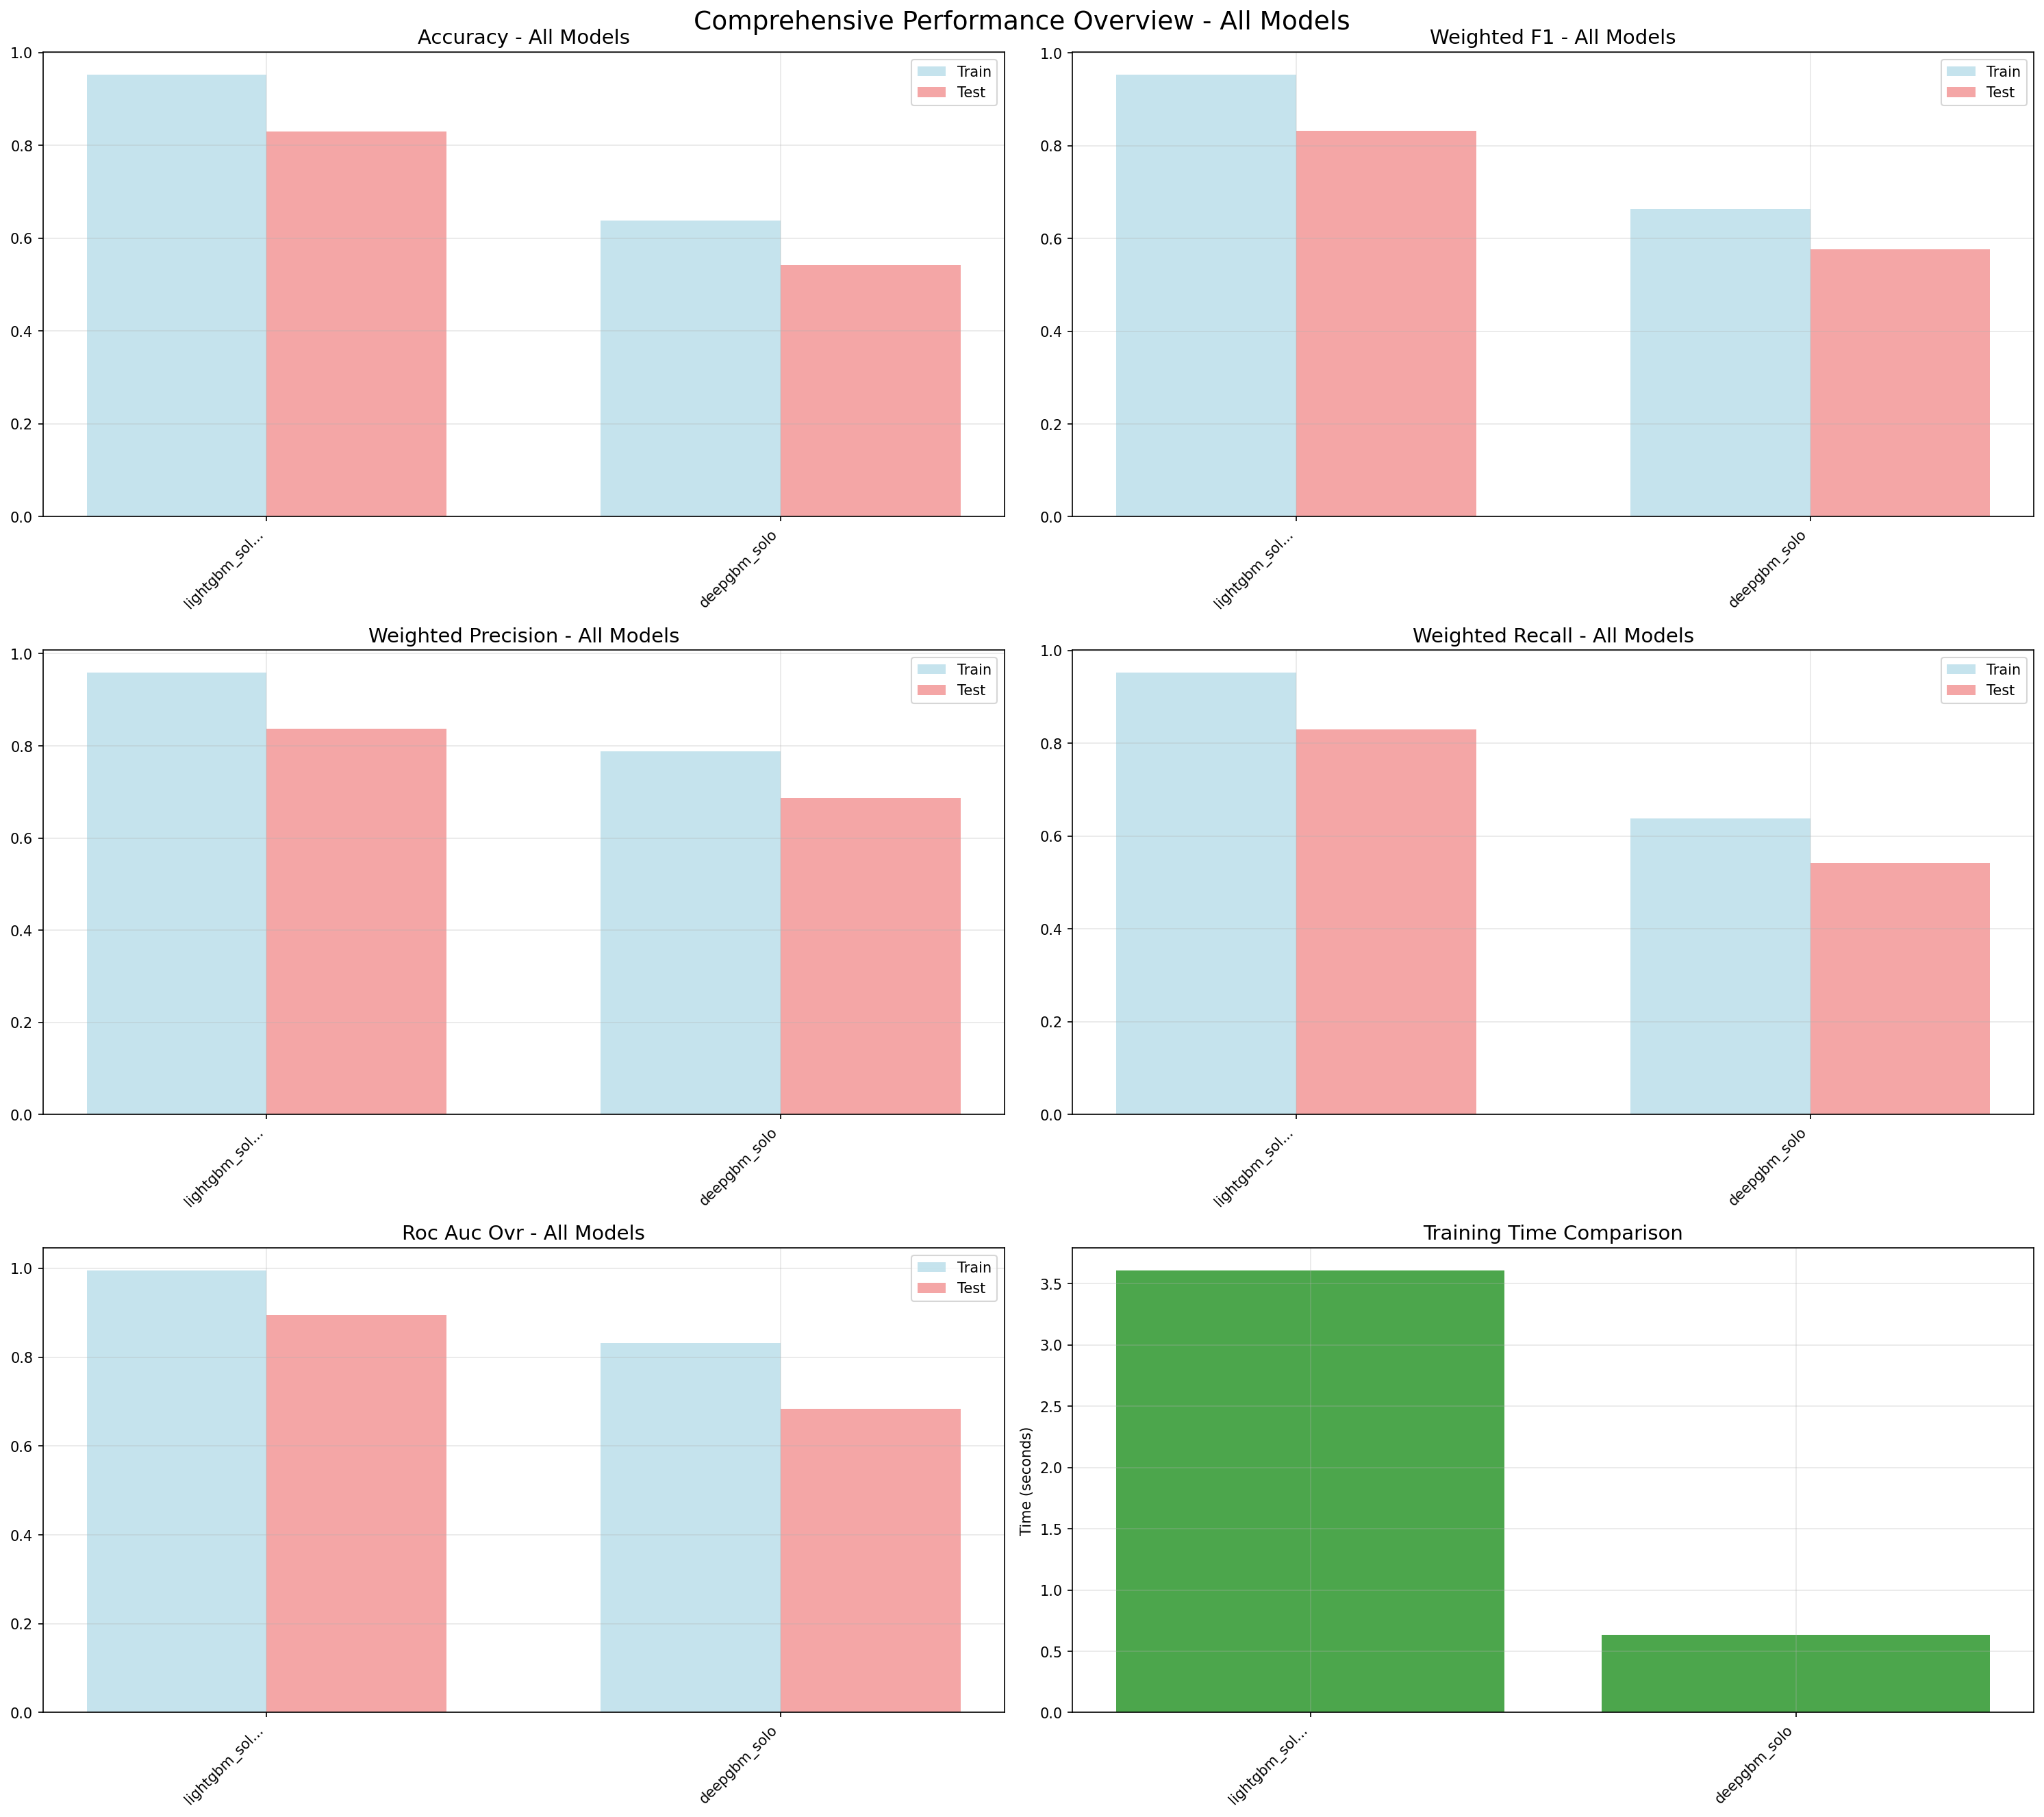 Comprehensive Performance Overview - All Models
Accuracy - All Models
1.0
0.8
0.6
0.4
0.2
0.0
Train
Test
lightgbm_sol...
deepgbm_solo
Weighted F1 - All Models
1.0
0.8
0.6
0.4
0.2
0.0
Train
Test
lightgbm_sol...
deepgbm_solo
Weighted Precision - All Models
1.0
0.8
0.6
0.4
0.2
0.0
Train
Test
lightgbm_sol...
deepgbm_solo
Weighted Recall - All Models
1.0
0.8
0.6
0.4
0.2
0.0
Train
Test
lightgbm_sol...
deepgbm_solo
Roc Auc Ovr - All Models
1.0
0.8
0.6
0.4
0.2
0.0
Train
Test
lightgbm_sol...
deepgbm_solo
Training Time Comparison
Time (seconds)
3.5
3.0
2.5
2.0
1.5
1.0
0.5
0.0
lightgbm_sol...
deepgbm_solo